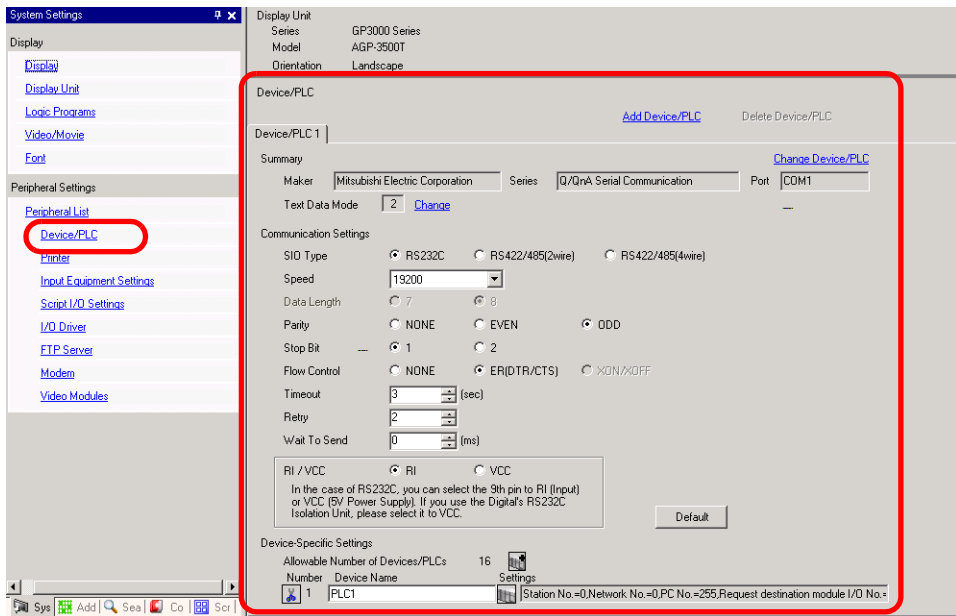 System Settings
Display
Display
Display Unit
Logic Programs
Video/Movie
Font
Peripheral Settings
Peripheral List
Device/PLC
Printer
Input Equipment Settings
Script I/O Settings
I/O Driver
FTP Server
Modem
Video Modules
Sys Add Sea Co Scr
Display Unit
Series GP3000 Series
Model AGP-3500T
Orientation Landscape
Device/PLC
Add Device/PLC Delete Device/PLC
Device/PLC 1
Summary Change Device/PLC
Maker Mitsubishi Electric Corporation Series Q/QnA Serial Communication Port COM1
Text Data Mode 2 Change
Communication Settings
SIO Type RS232C RS422/485(2wire) RS422/485(4wire)
Speed 19200
Data Length 7 8
Parity NONE EVEN ODD
Stop Bit 1 2
Flow Control NONE ER(DTR/CTS) XON/XOFF
Timeout 3 (sec)
Retry 2
Wait To Send 0 (ms)
RI / VCC RI VCC
In the case of RS232C, you can select the 9th pin to RI (Input)
or VCC (5V Power Supply). If you use the Digital's RS232C
Isolation Unit, please select it to VCC.
Default
Device-Specific Settings
Allowable Number of Devices/PLCs 16
Number Device Name Settings
1 PLC1 Station No.=0,Network No.=0,PC No.=255,Request destination module I/O No.=